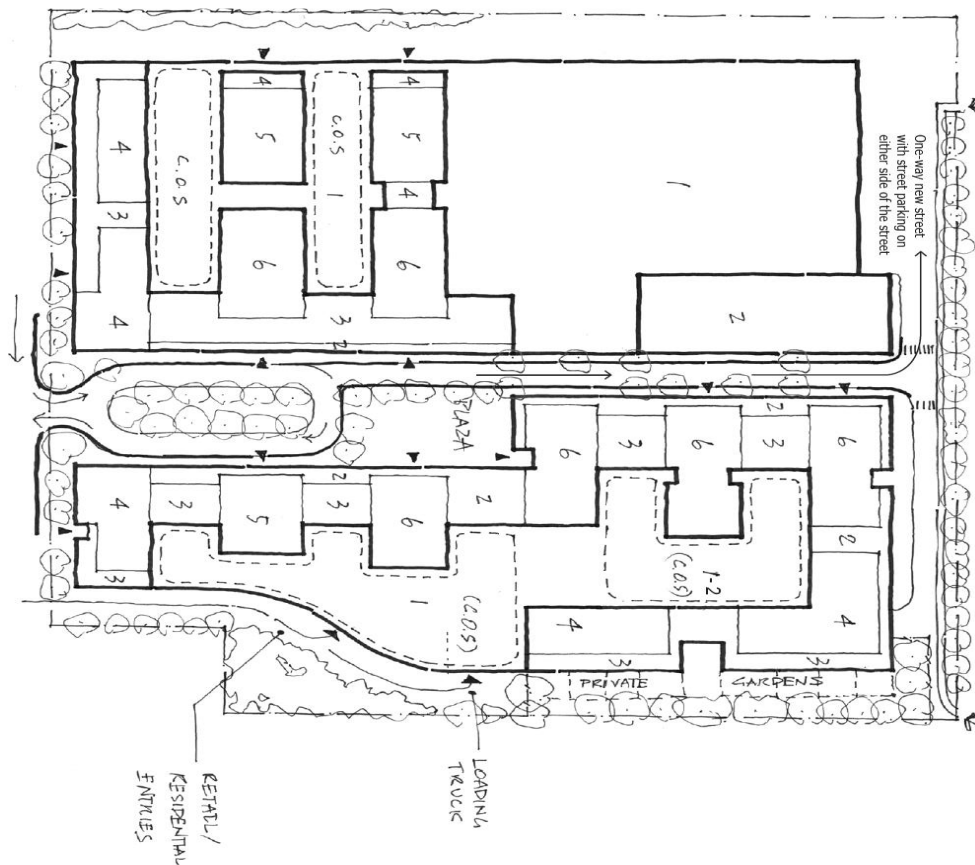 One-way new street
with street parking on
either side of the street
4
5
C.O.S
4
5
4
C.O.S
1
4
1
3
6
6
4
3
2
2
PLAZA
2
6
3
6
3
6
4
3
2
3
2
5
6
2
3
1
(C.O.S)
1-2
(C.O.S)
2
4
4
3
3
PRIVATE
GARDENS
LOADING
TRUCK
RETAIL/
RESIDENTIAL
ENTRIES